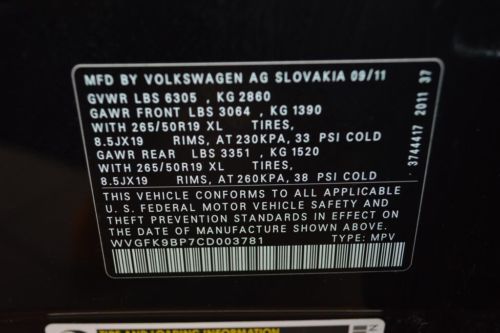 MFD BY VOLKSWAGEN AG SLOVAKIA 09/11
GVWR LBS 6305 , KG 2860
GAWR FRONT LBS 3064 , KG 1390
WITH 265/50R19 XL TIRES,
8.5JX19 RIMS, AT 230KPA, 33 PSI COLD
GAWR REAR LBS 3351 , KG 1520
WITH 265/50R19 XL TIRES,
8.5JX19 RIMS, AT 260KPA, 38 PSI COLD
THIS VEHICLE CONFORMS TO ALL APPLICABLE
U. S. FEDERAL MOTOR VEHICLE SAFETY AND
THEFT PREVENTION STANDARDS IN EFFECT ON
THE DATE OF MANUFACTURE SHOWN ABOVE.
WVGFK9BP7CD003781 TYPE: MPV
3744417 2011 37
TIRE AND LOADING INFORMATION